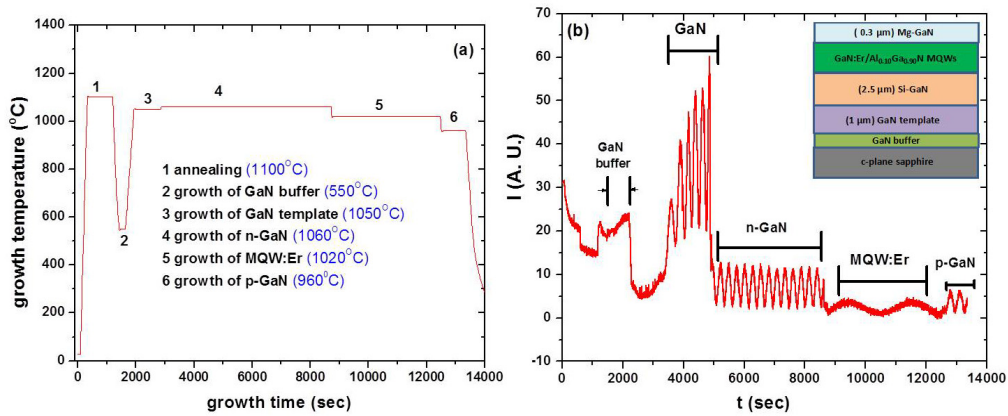 (a)
1
2
3
4
5
6
1 annealing (1100°C)
2 growth of GaN buffer (550°C)
3 growth of GaN template (1050°C)
4 growth of n-GaN (1060°C)
5 growth of MQW:Er (1020°C)
6 growth of p-GaN (960°C)
growth temperature (°C)
1400
1200
1000
800
600
400
200
0
0 2000 4000 6000 8000 10000 12000 14000
growth time (sec)
(b)
GaN
GaN
buffer
n-GaN
MQW:Er
p-GaN
( 0.3 µm) Mg-GaN
GaN:Er/Al0.10Ga0.90N MQWs
(2.5 µm) Si-GaN
(1 µm) GaN template
GaN buffer
c-plane sapphire
I (A. U.)
70
60
50
40
30
20
10
0
-10
0 2000 4000 6000 8000 10000 12000 14000
t (sec)